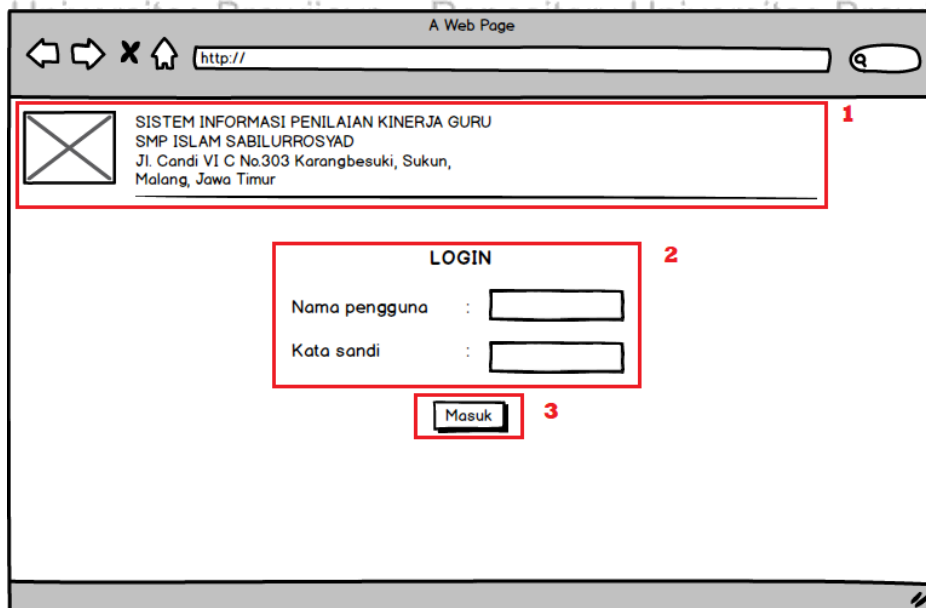 A Web Page
http://
SISTEM INFORMASI PENILAIAN KINERJA GURU
SMP ISLAM SABILURROSYAD
Jl. Candi VI C No.303 Karangbesuki, Sukun,
Malang, Jawa Timur
1
LOGIN
2
Nama pengguna :
Kata sandi :
Masuk
3